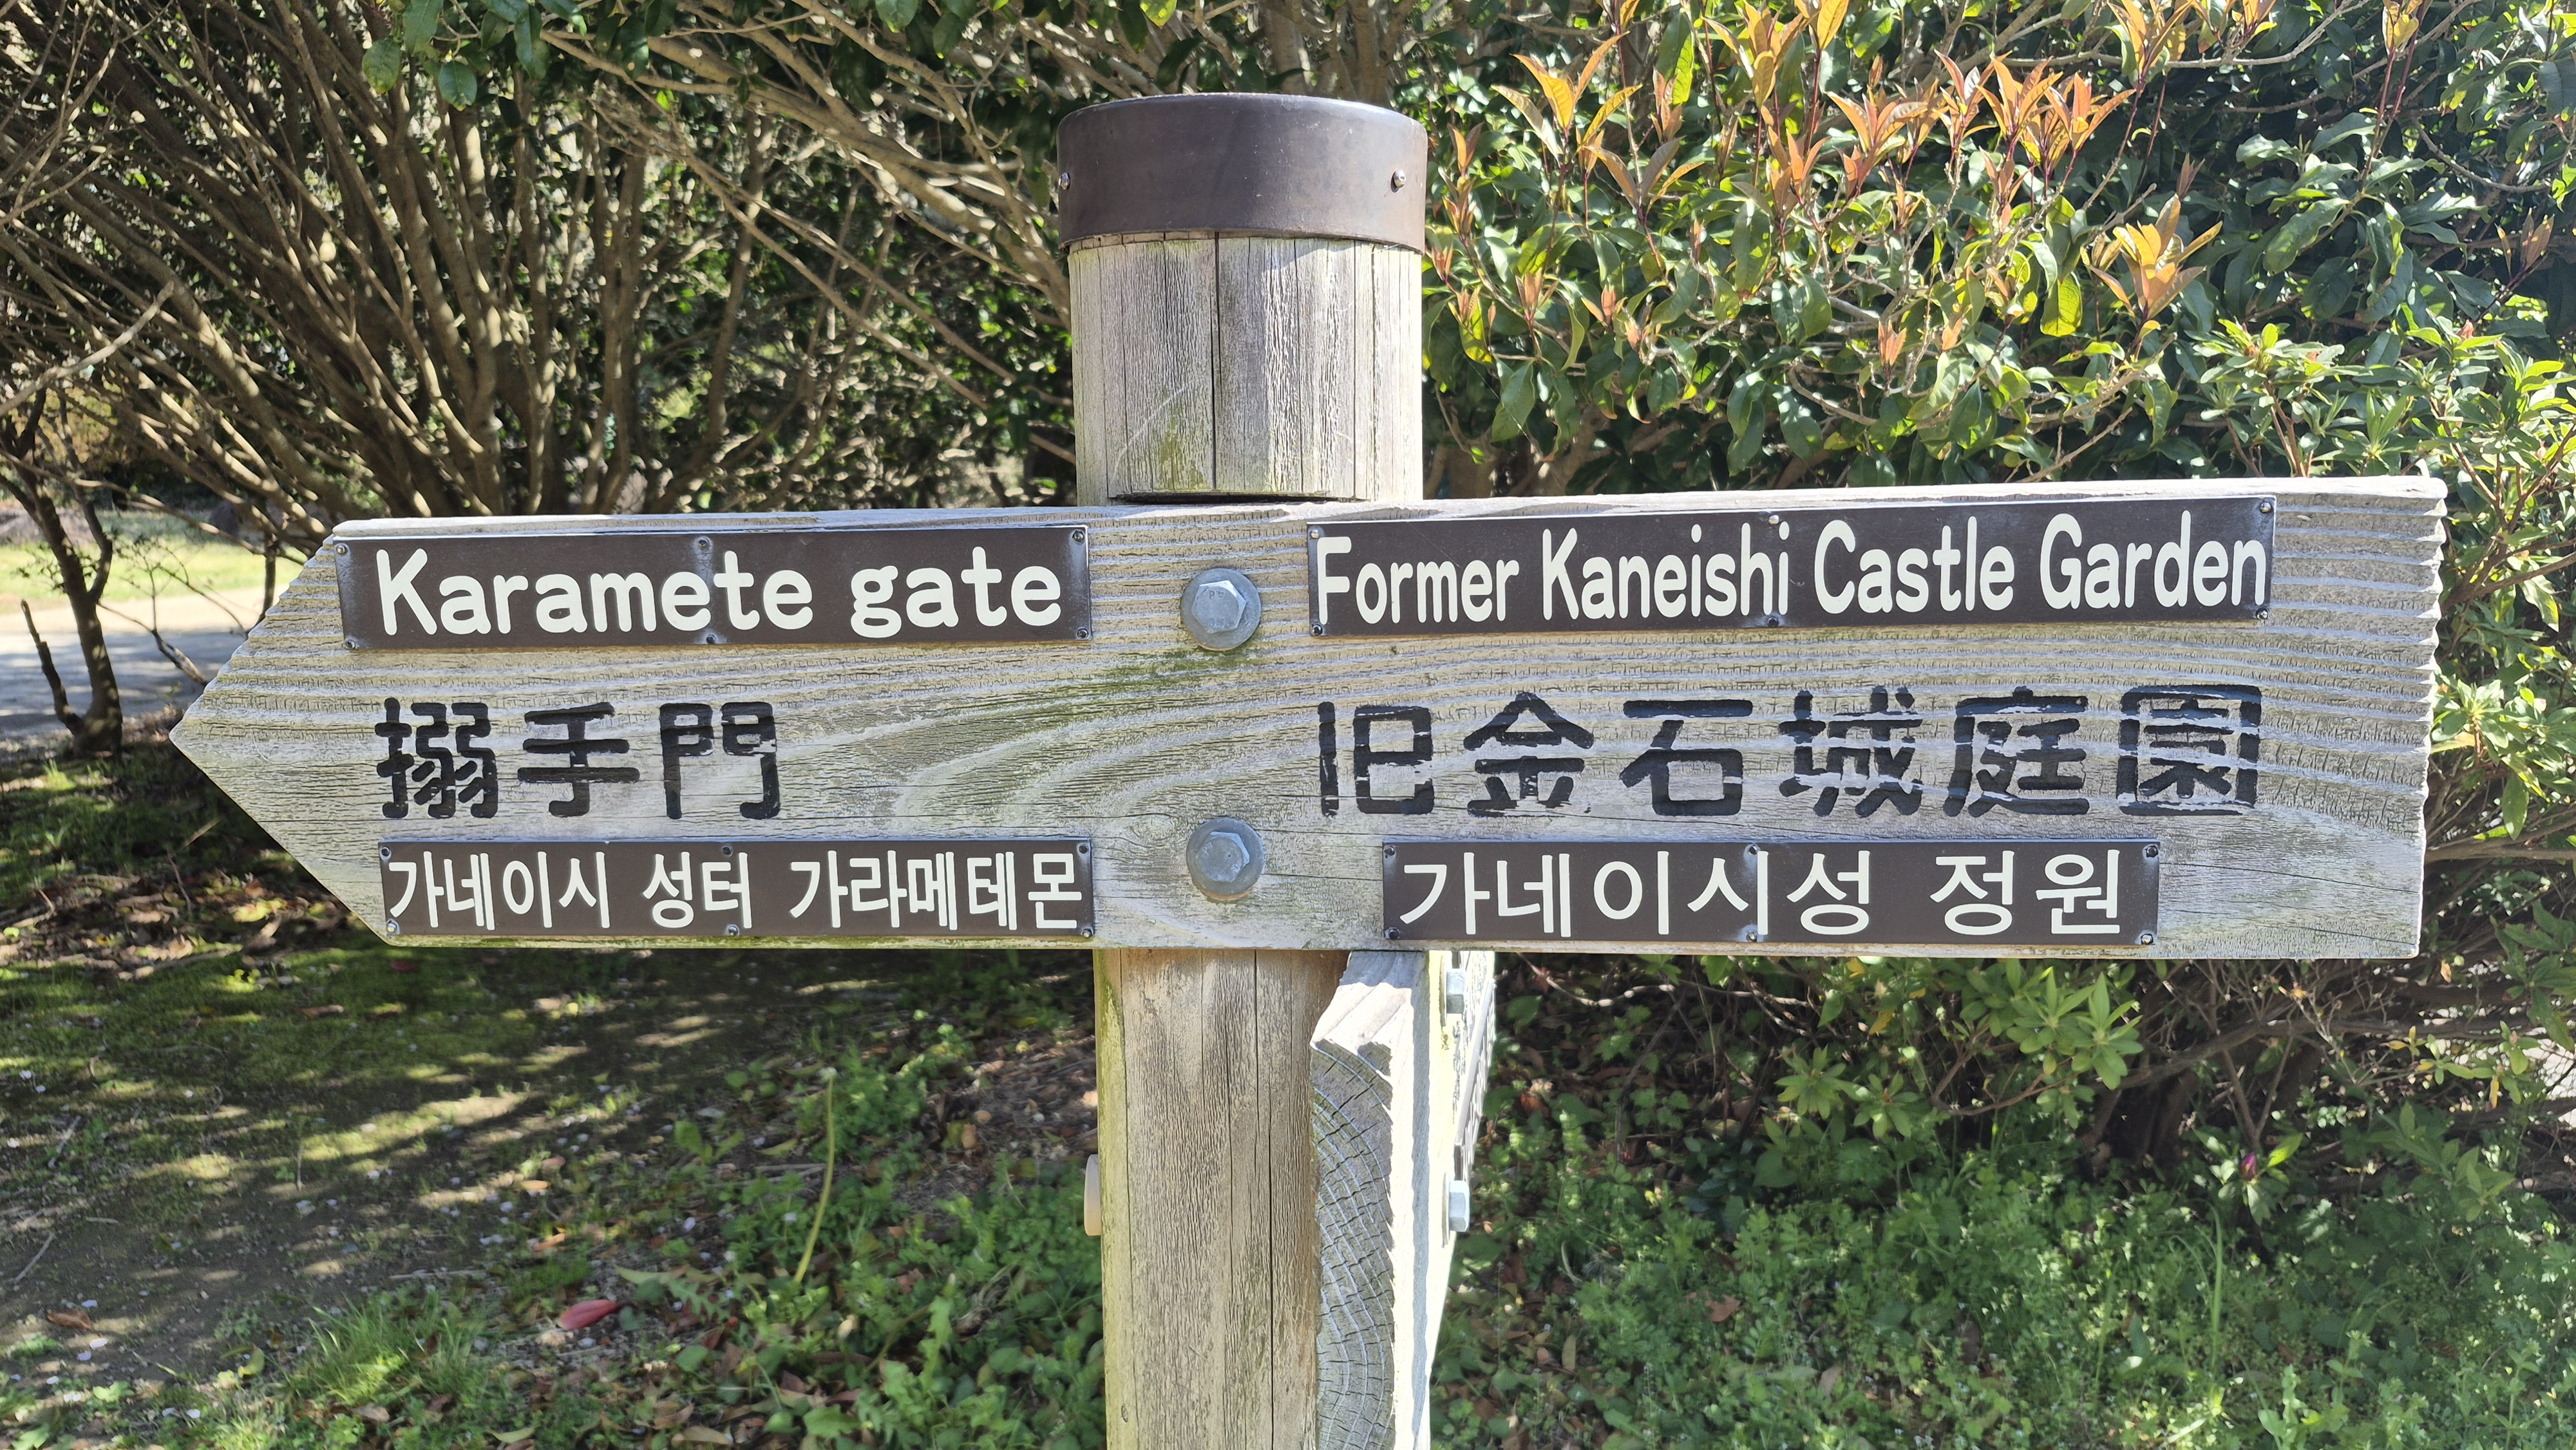 Karamete gate
搦手門
가네이시 성터 가라메테몬
Former Kaneishi Castle Garden
旧金石城庭園
가네이시성 정원